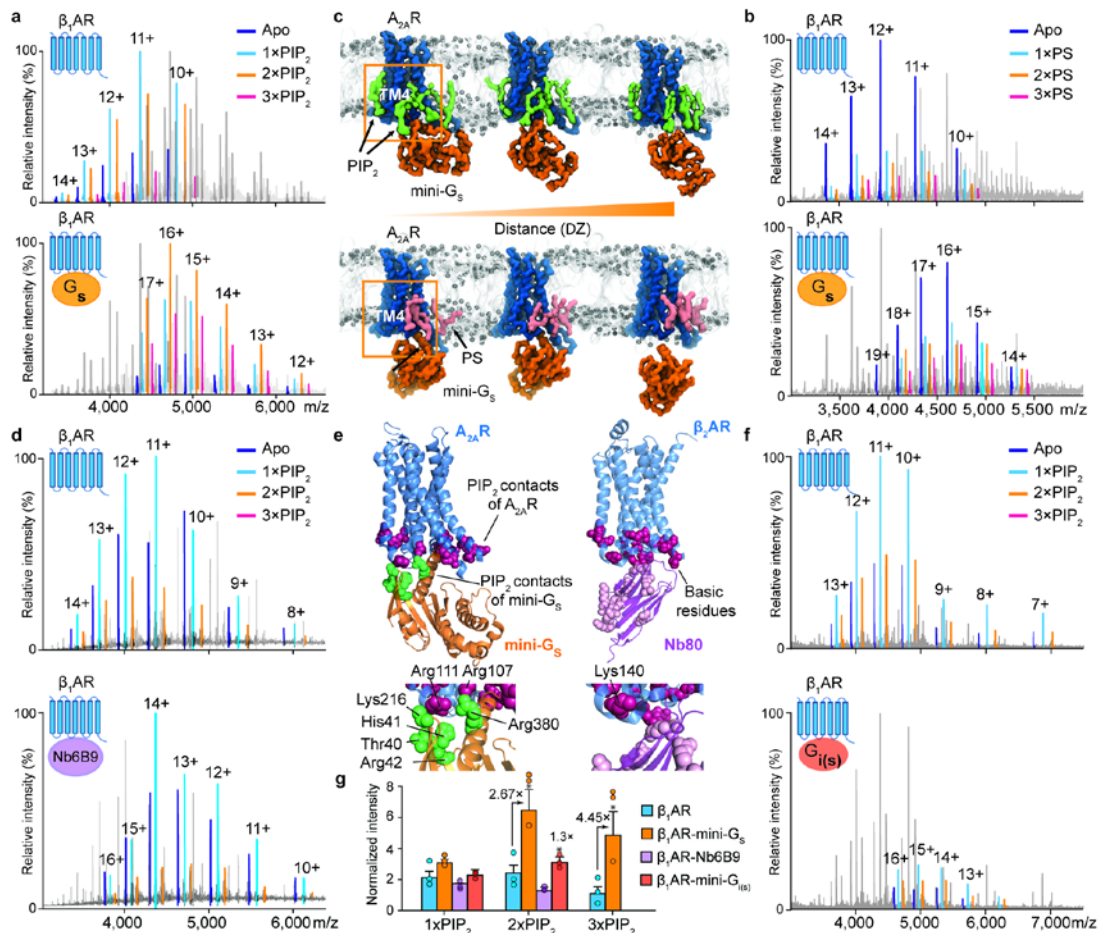 a
β₁AR
Apo
1×PIP₂
2×PIP₂
3×PIP₂
Relative intensity (%)
100
0
14+
13+
12+
11+
10+
β₁AR
Gs
Relative intensity (%)
100
0
17+
16+
15+
14+
13+
12+
4,000
5,000
6,000
m/z
c
A₂AR
TM4
PIP₂
mini-Gs
Distance (DZ)
A₂AR
TM4
PS
mini-Gs
b
β₁AR
Apo
1×PS
2×PS
3×PS
Relative intensity (%)
100
0
14+
13+
12+
11+
10+
β₁AR
Gs
Relative intensity (%)
100
0
19+
18+
17+
16+
15+
14+
3,500
4,000
4,500
5,000
5,500
m/z
d
β₁AR
Apo
1×PIP₂
2×PIP₂
3×PIP₂
Relative intensity (%)
100
0
14+
13+
12+
11+
10+
9+
8+
β₁AR
Nb6B9
Relative intensity (%)
100
0
16+
15+
14+
13+
12+
11+
10+
4,000
5,000
6,000
m/z
e
A₂AR
β₂AR
PIP₂ contacts
of A₂AR
PIP₂ contacts
of mini-Gs
Basic
residues
mini-Gs
Nb80
Arg111
Arg107
Lys216
His41
Thr40
Arg42
Arg380
Lys140
f
β₁AR
Apo
1×PIP₂
2×PIP₂
3×PIP₂
Relative intensity (%)
100
0
13+
12+
11+
10+
9+
8+
7+
β₁AR
Gi(s)
Relative intensity (%)
100
0
16+
15+
14+
13+
4,000
5,000
6,000
7,000
m/z
g
Normalized intensity
8
6
4
2
0
2.67×
*
1.3×
*
4.45×
*
β₁AR
β₁AR-mini-Gs
β₁AR-Nb6B9
β₁AR-mini-Gi(s)
1xPIP₂
2xPIP₂
3xPIP₂